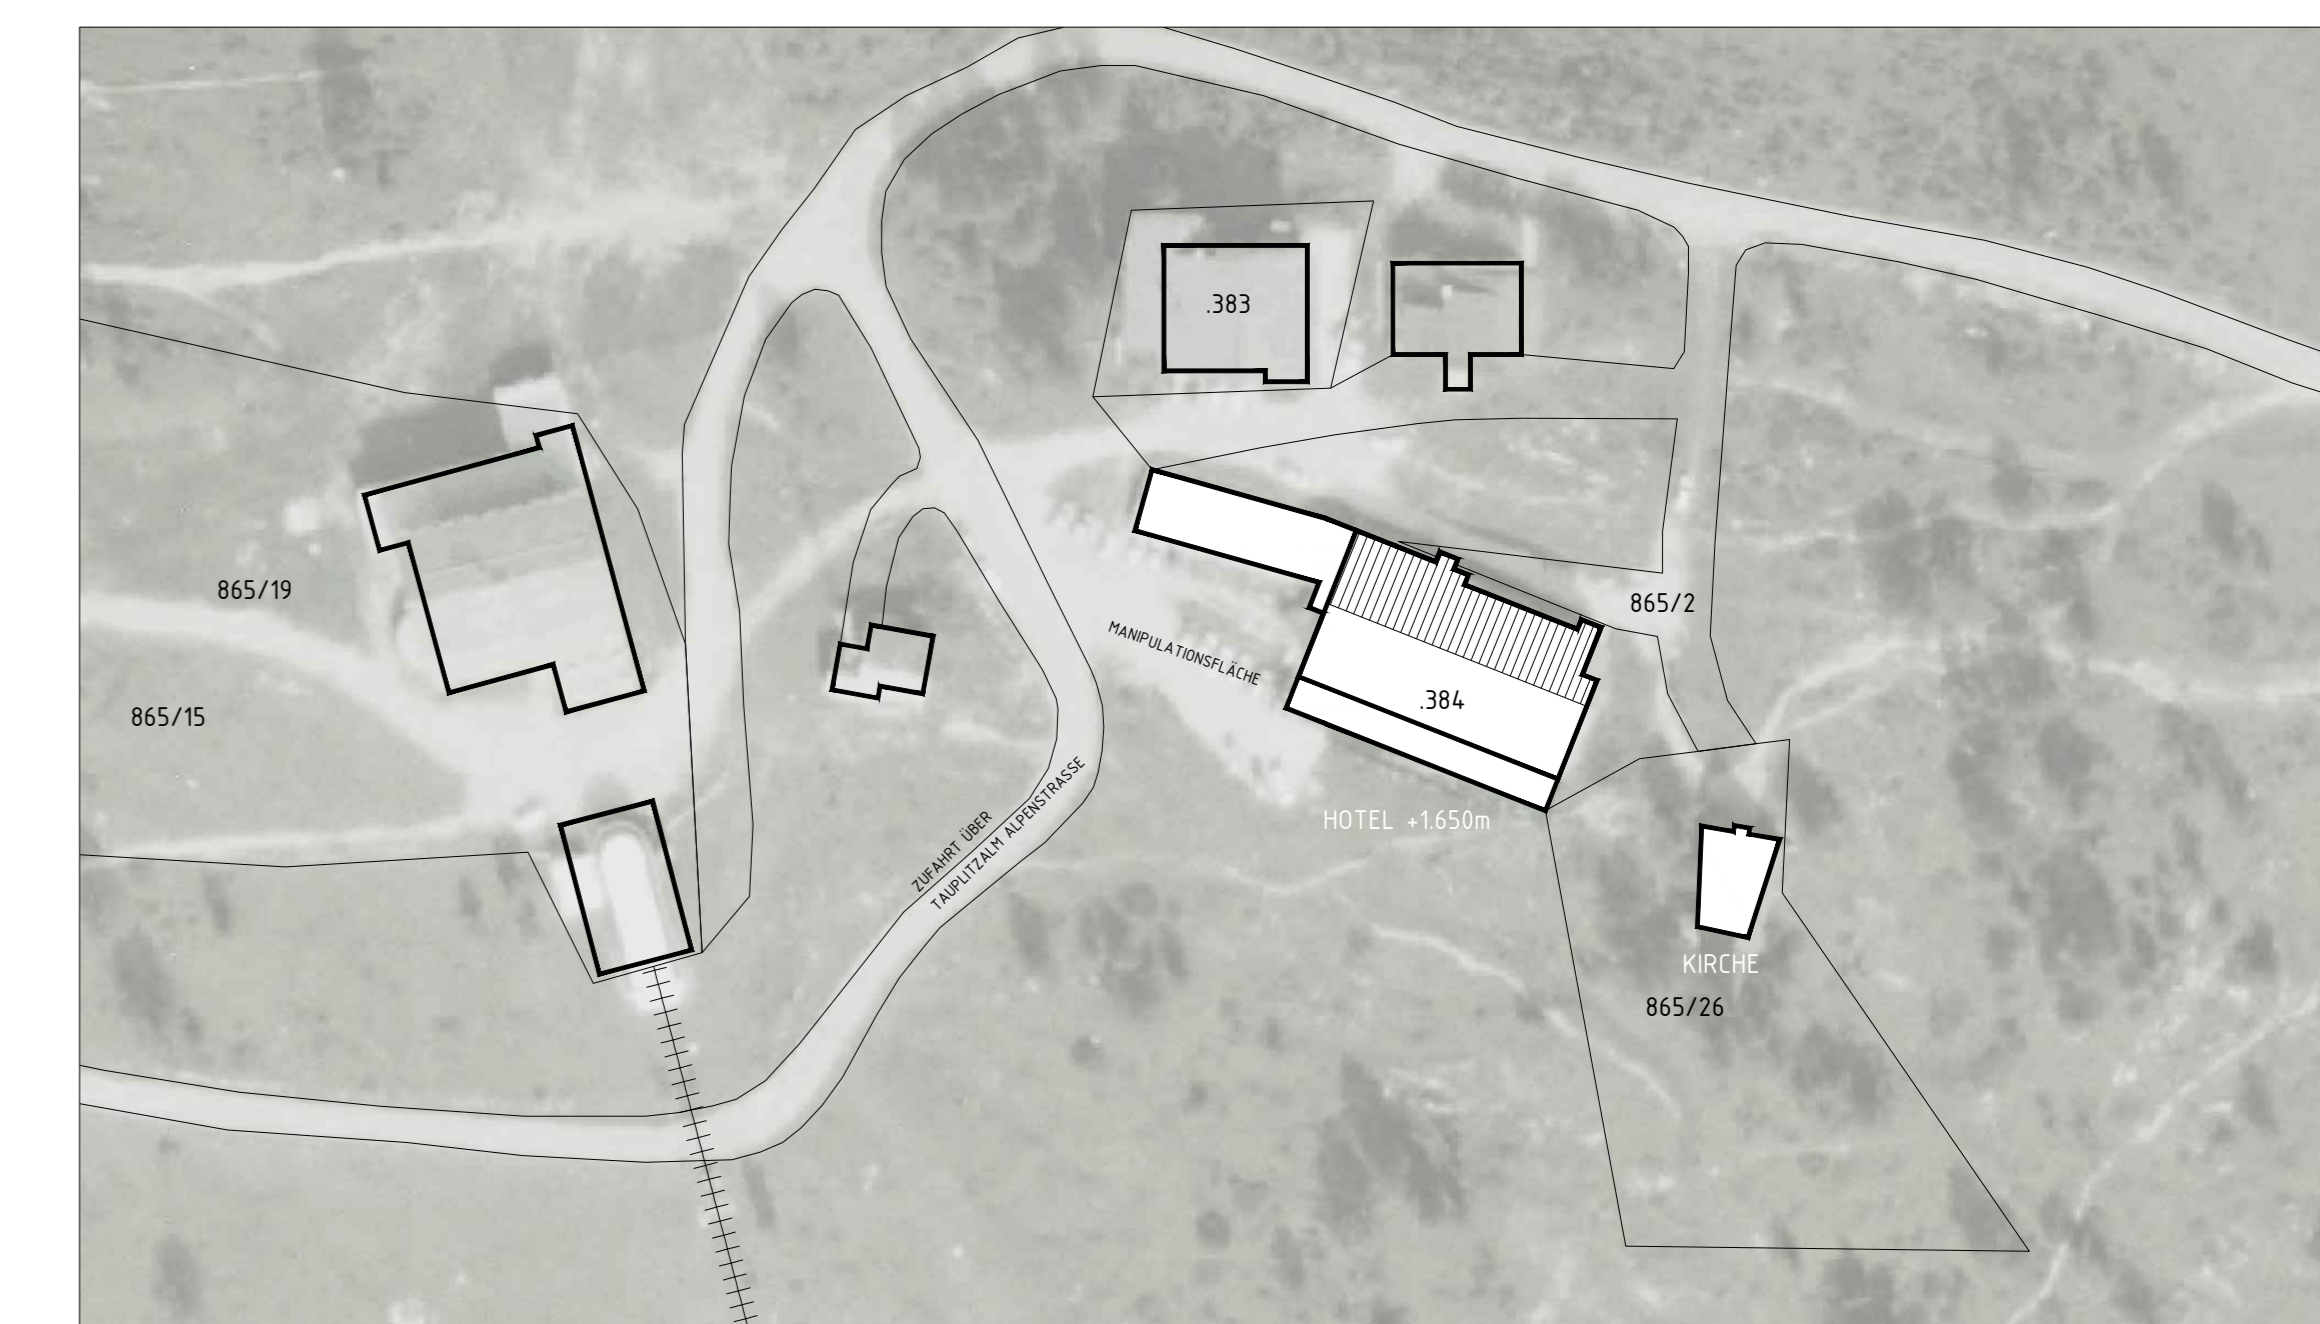 .383
865/19
865/2
MANIPULATIONSFLÄCHE
.384
865/15
ZUFAHRT ÜBER
TAUPLITZALM ALPENSTRASSE
HOTEL +1.650m
KIRCHE
865/26